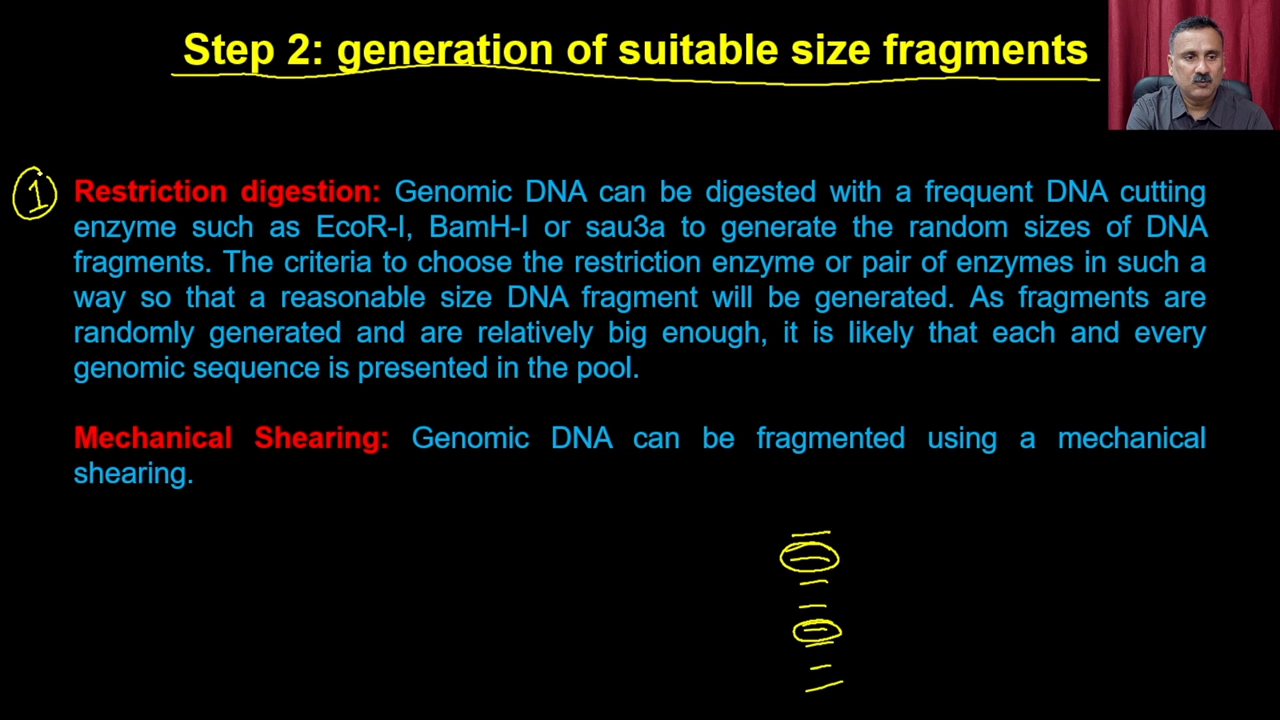 Step 2: generation of suitable size fragments
1 Restriction digestion: Genomic DNA can be digested with a frequent DNA cutting
enzyme such as EcoR-I, BamH-I or sau3a to generate the random sizes of DNA
fragments. The criteria to choose the restriction enzyme or pair of enzymes in such a
way so that a reasonable size DNA fragment will be generated. As fragments are
randomly generated and are relatively big enough, it is likely that each and every
genomic sequence is presented in the pool.
Mechanical Shearing: Genomic DNA can be fragmented using a mechanical
shearing.